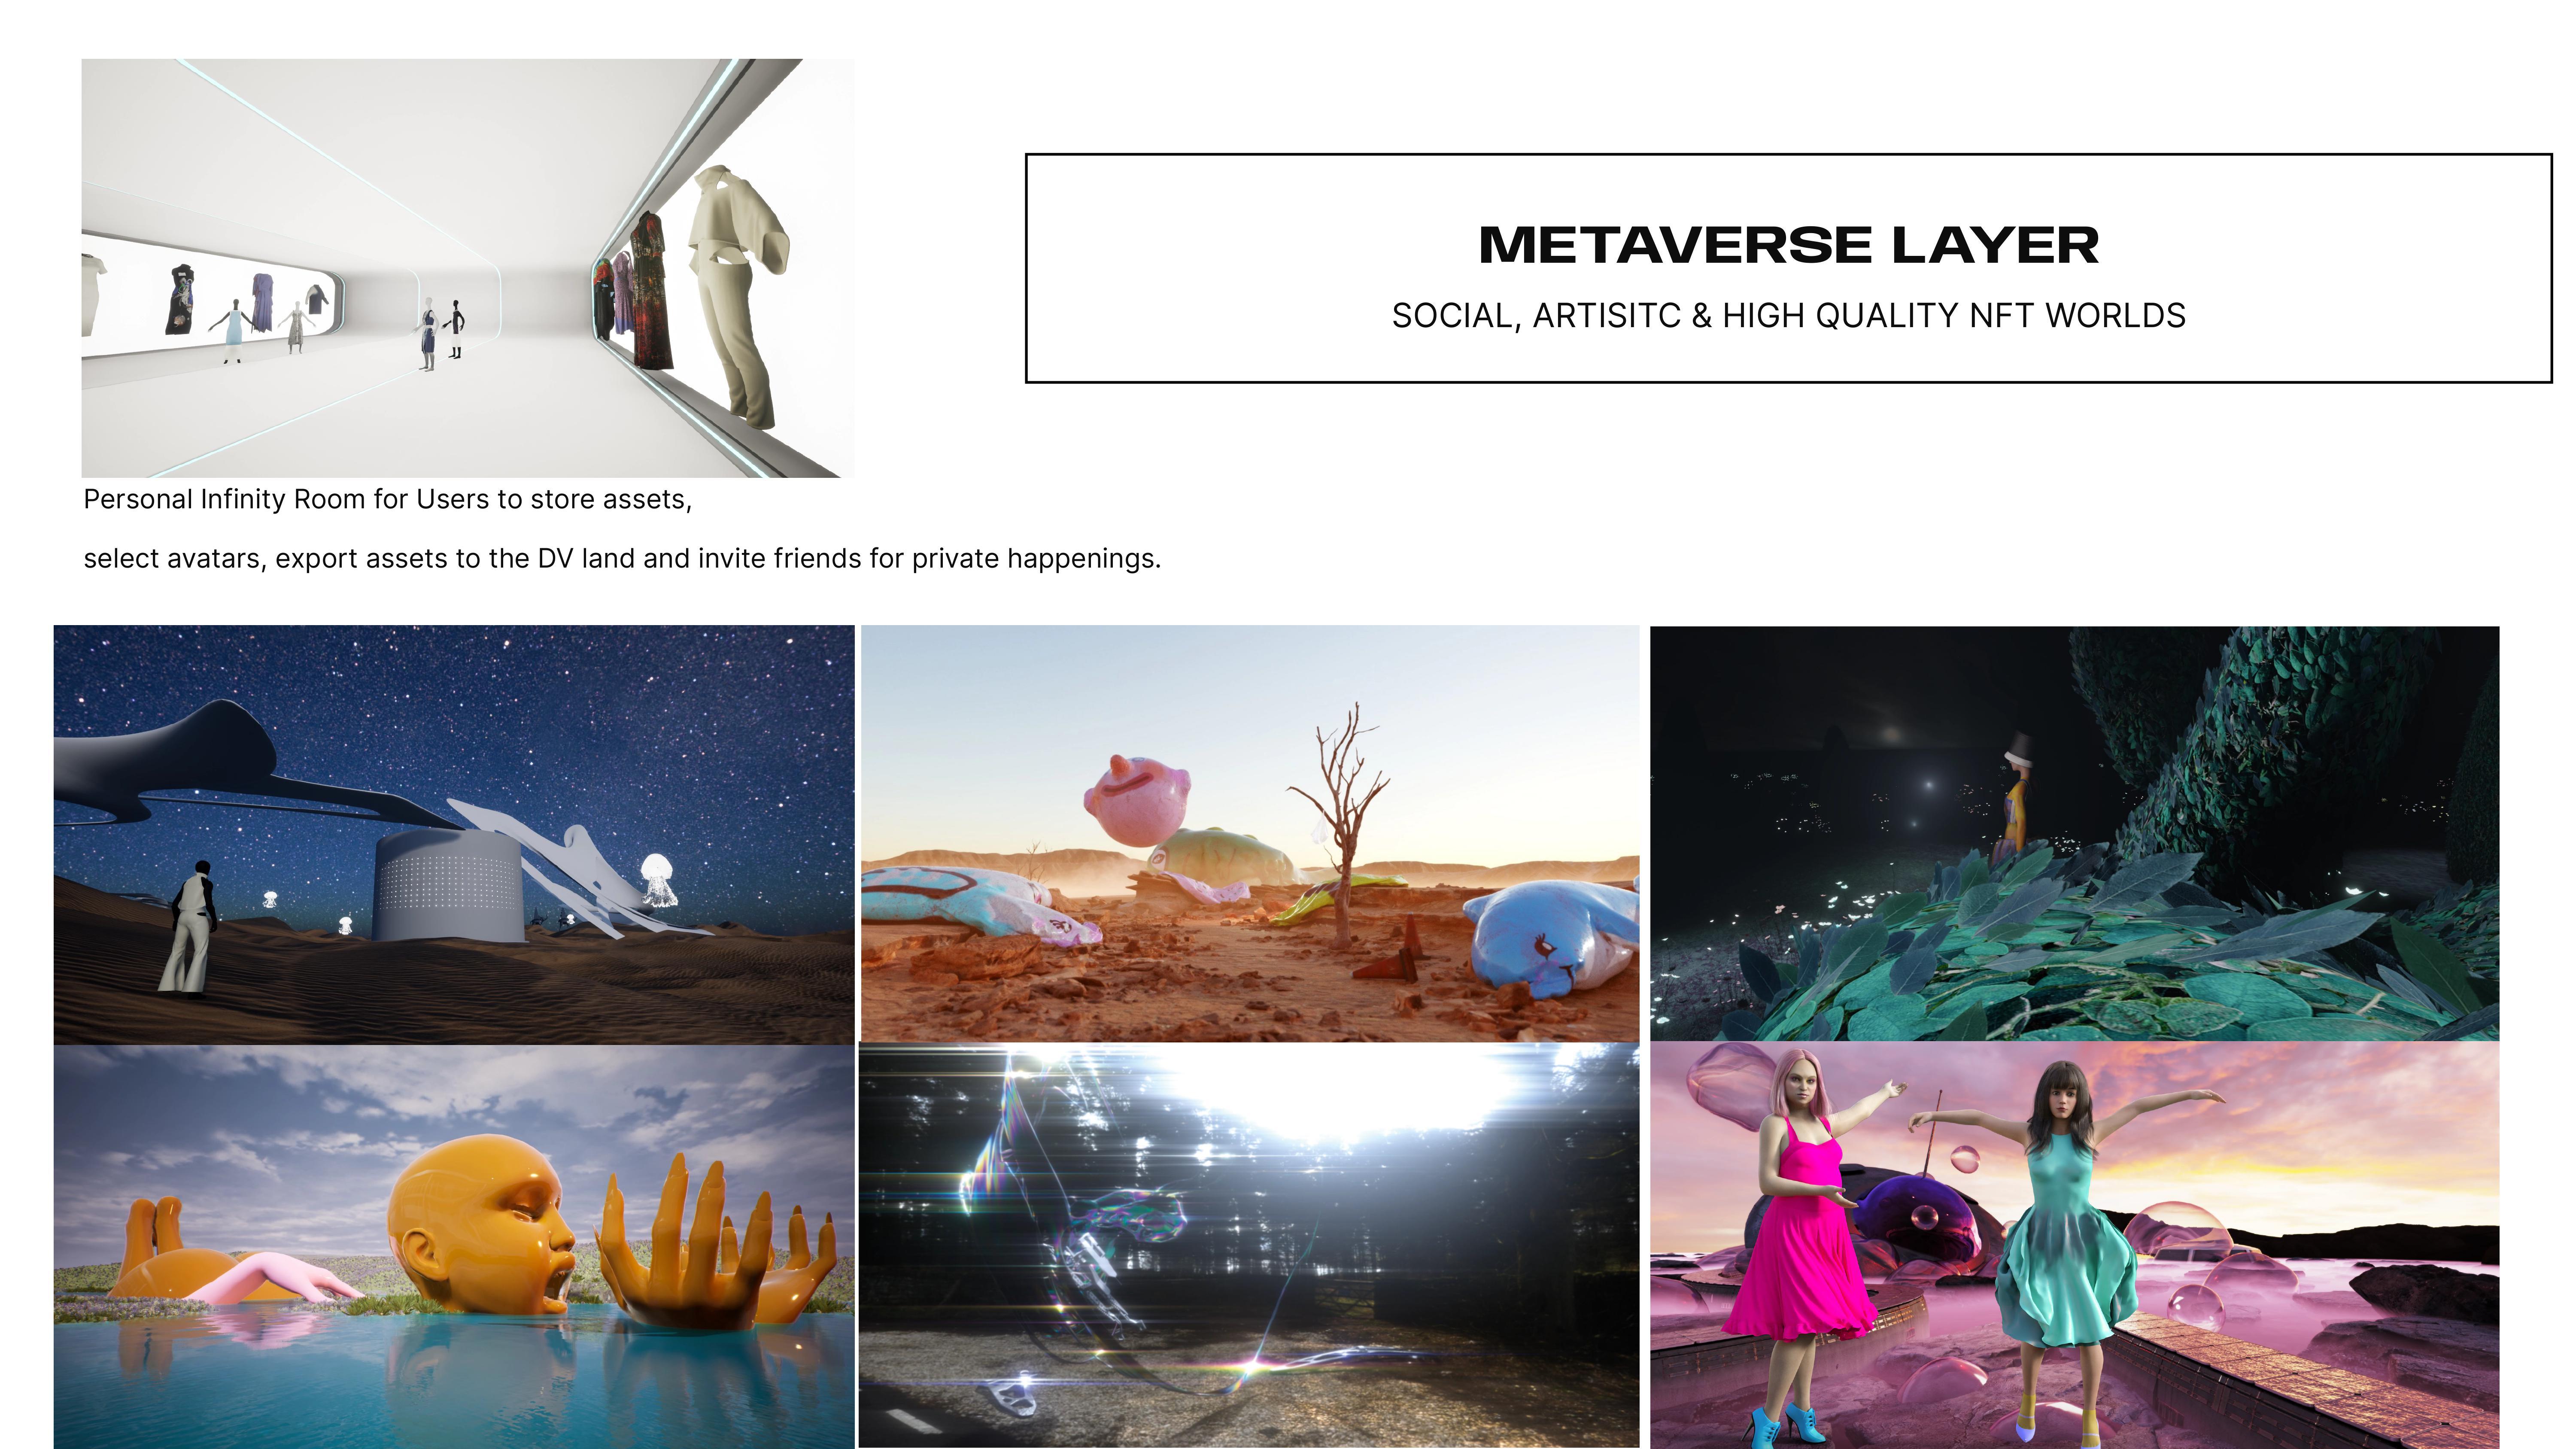 METAVERSE LAYER
SOCIAL, ARTISITC & HIGH QUALITY NFT WORLDS
Personal Infinity Room for Users to store assets,
select avatars, export assets to the DV land and invite friends for private happenings.